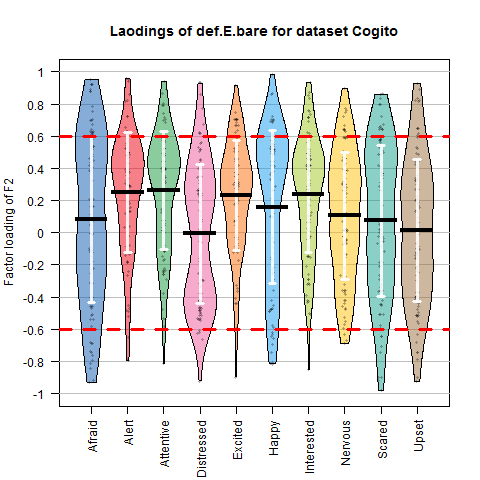 Laodings of def.E.bare for dataset Cogito
Factor loading of F2
1
0.8
0.6
0.4
0.2
0
-0.2
-0.4
-0.6
-0.8
-1
Afraid
Alert
Attentive
Distressed
Excited
Happy
Interested
Nervous
Scared
Upset